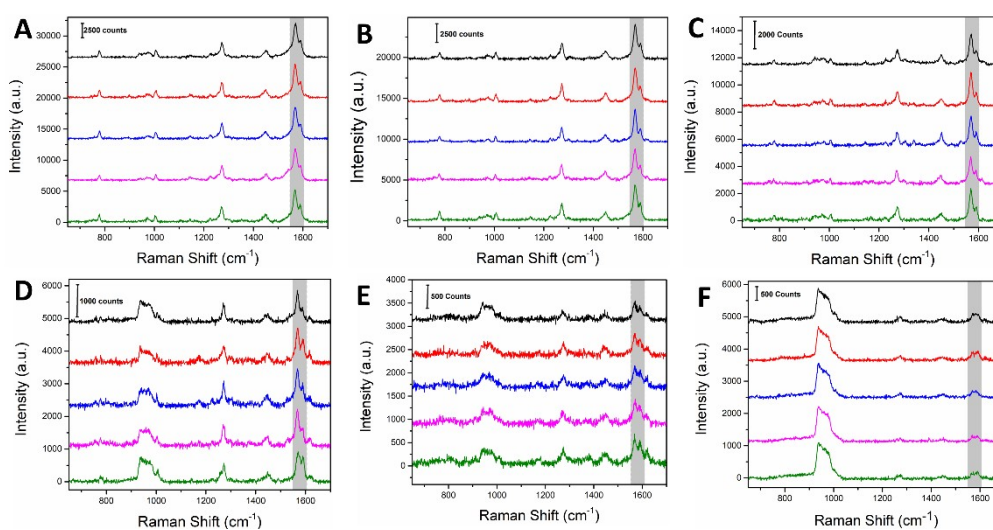 A
2500 counts
30000
25000
20000
15000
10000
5000
0
Intensity (a.u.)
800 1000 1200 1400 1600
Raman Shift (cm-1)
B
2500 counts
25000
20000
15000
10000
5000
0
Intensity (a.u.)
800 1000 1200 1400 1600
Raman Shift (cm-1)
C
2000 Counts
14000
12000
10000
8000
6000
4000
2000
0
Intensity (a.u.)
800 1000 1200 1400 1600
Raman Shift (cm-1)
D
1000 counts
6000
5000
4000
3000
2000
1000
0
Intensity (a.u.)
800 1000 1200 1400 1600
Raman Shift (cm-1)
E
500 Counts
4000
3500
3000
2500
2000
1500
1000
500
0
Intensity (a.u.)
800 1000 1200 1400 1600
Raman Shift (cm-1)
F
500 Counts
6000
5000
4000
3000
2000
1000
0
Intensity (a.u.)
800 1000 1200 1400 1600
Raman Shift (cm-1)